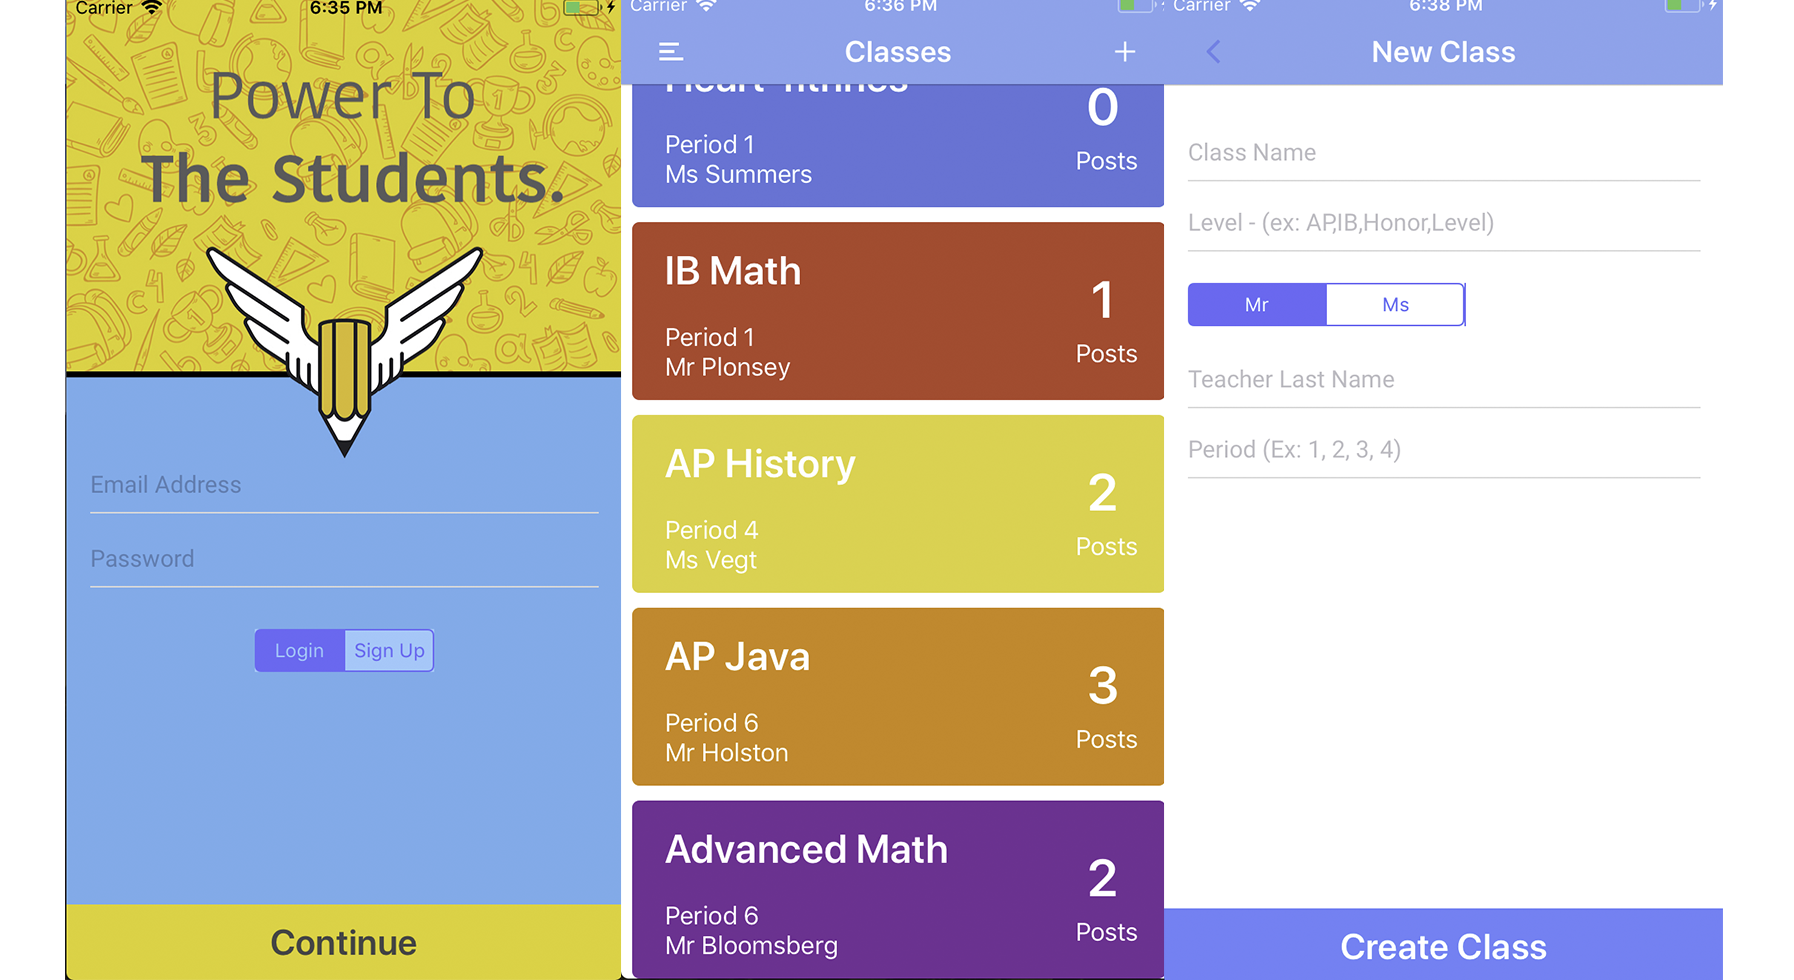 Carrier
6:35 PM
Power To
The Students.
Email Address
Password
Login
Sign Up
Continue
Carrier
6:36 PM
Classes
0
Period 1
Posts
Ms Summers
IB Math
1
Period 1
Posts
Mr Plonsey
AP History
2
Period 4
Posts
Ms Vegt
AP Java
3
Period 6
Posts
Mr Holston
Advanced Math
2
Period 6
Posts
Mr Bloomsberg
Carrier
6:38 PM
New Class
Class Name
Level - (ex: AP,IB,Honor,Level)
Mr
Ms
Teacher Last Name
Period (Ex: 1, 2, 3, 4)
Create Class